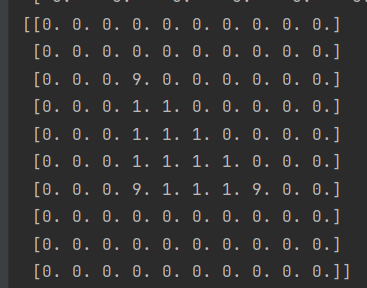 [[0. 0. 0. 0. 0. 0. 0. 0. 0. 0.]
[0. 0. 0. 0. 0. 0. 0. 0. 0. 0.]
[0. 0. 0. 9. 0. 0. 0. 0. 0. 0.]
[0. 0. 0. 1. 1. 0. 0. 0. 0. 0.]
[0. 0. 0. 1. 1. 1. 0. 0. 0. 0.]
[0. 0. 0. 1. 1. 1. 1. 0. 0. 0.]
[0. 0. 0. 9. 1. 1. 1. 9. 0. 0.]
[0. 0. 0. 0. 0. 0. 0. 0. 0. 0.]
[0. 0. 0. 0. 0. 0. 0. 0. 0. 0.]
[0. 0. 0. 0. 0. 0. 0. 0. 0. 0.]]